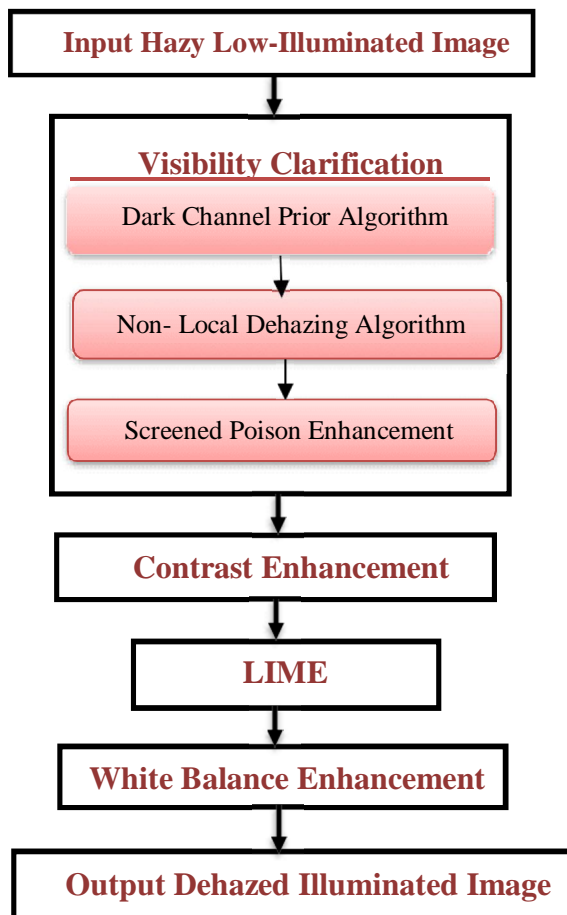 Input Hazy Low-Illuminated Image
Visibility Clarification
Dark Channel Prior Algorithm
Non- Local Dehazing Algorithm
Screened Poison Enhancement
Contrast Enhancement
LIME
White Balance Enhancement
Output Dehazed Illuminated Image